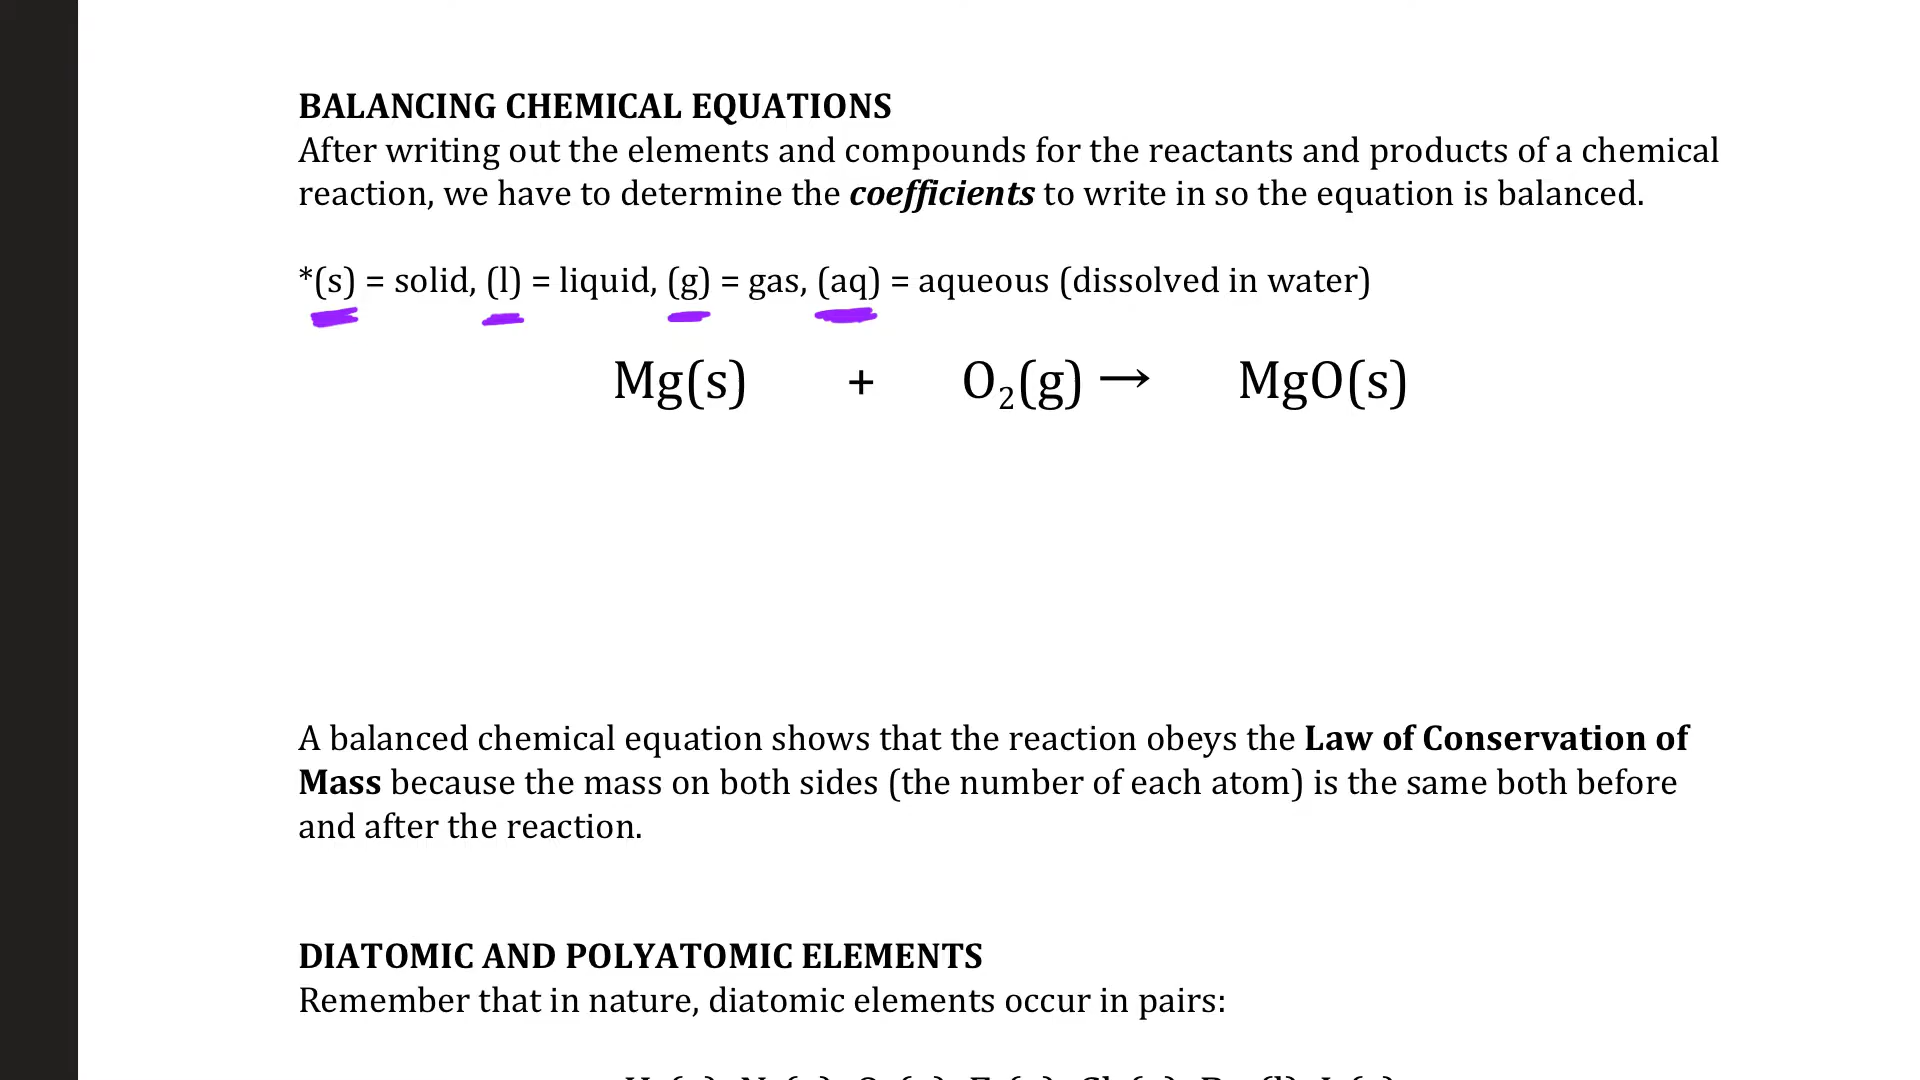 BALANCING CHEMICAL EQUATIONS
After writing out the elements and compounds for the reactants and products of a chemical
reaction, we have to determine the coefficients to write in so the equation is balanced.
*(s) = solid, (l) = liquid, (g) = gas, (aq) = aqueous (dissolved in water)
Mg(s) + O₂(g) → MgO(s)
A balanced chemical equation shows that the reaction obeys the Law of Conservation of
Mass because the mass on both sides (the number of each atom) is the same both before
and after the reaction.
DIATOMIC AND POLYATOMIC ELEMENTS
Remember that in nature, diatomic elements occur in pairs: